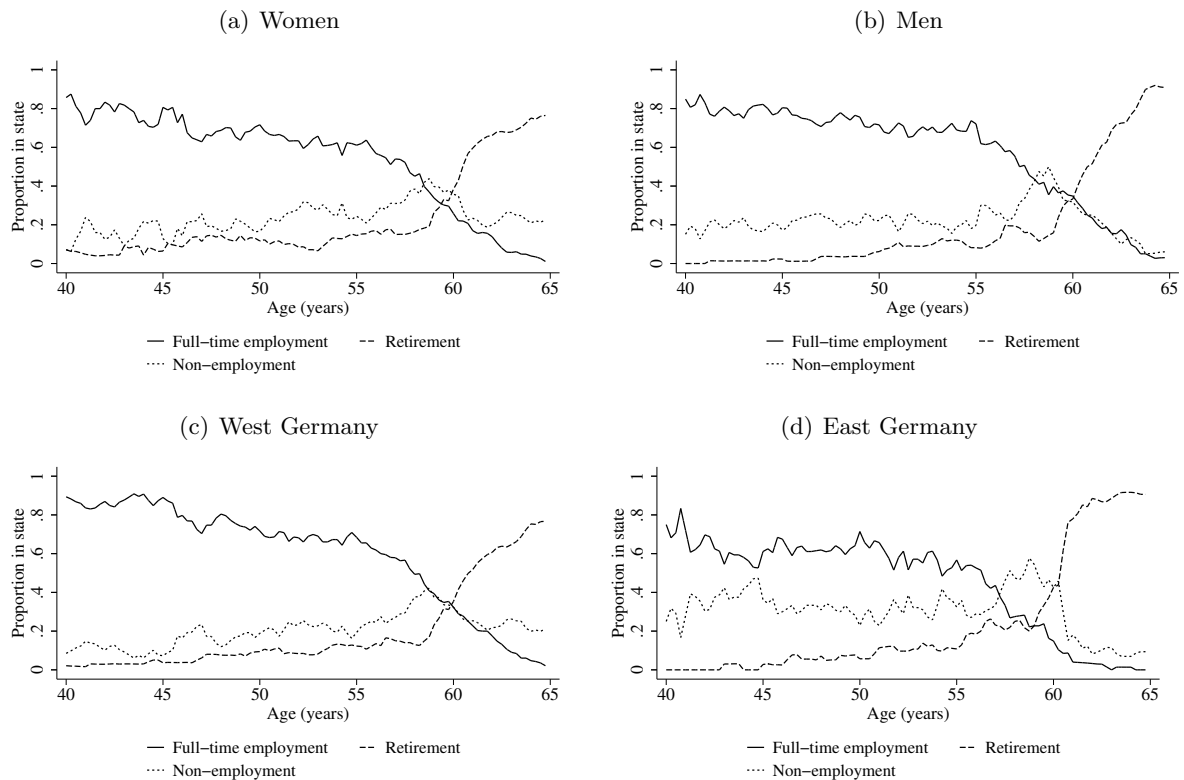 (a) Women
Proportion in state
0 .2 .4 .6 .8 1
40 45 50 55 60 65
Age (years)
Full−time employment Retirement
Non−employment
(b) Men
Proportion in state
0 .2 .4 .6 .8 1
40 45 50 55 60 65
Age (years)
Full−time employment Retirement
Non−employment
(c) West Germany
Proportion in state
0 .2 .4 .6 .8 1
40 45 50 55 60 65
Age (years)
Full−time employment Retirement
Non−employment
(d) East Germany
Proportion in state
0 .2 .4 .6 .8 1
40 45 50 55 60 65
Age (years)
Full−time employment Retirement
Non−employment